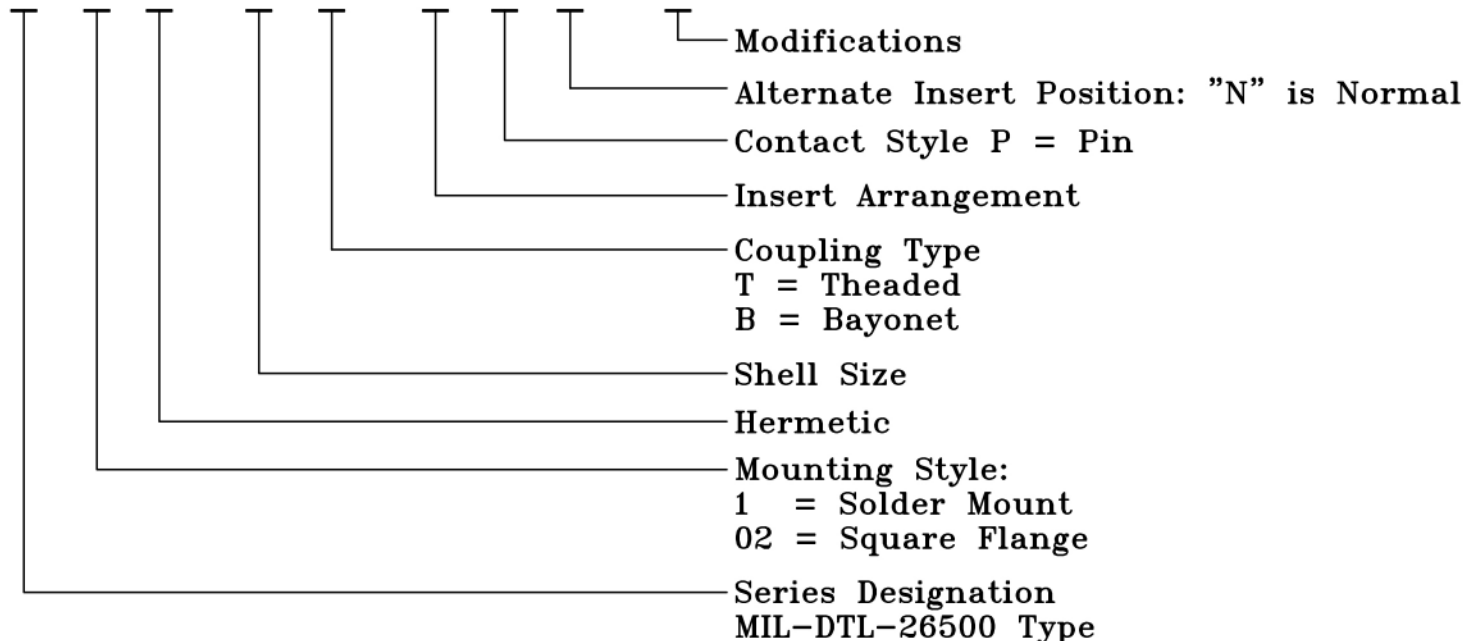 Modifications
Alternate Insert Position: ”N” is Normal
Contact Style P = Pin
Insert Arrangement
Coupling Type
T = Theaded
B = Bayonet
Shell Size
Hermetic
Mounting Style:
1 = Solder Mount
02 = Square Flange
Series Designation
MIL-DTL-26500 Type